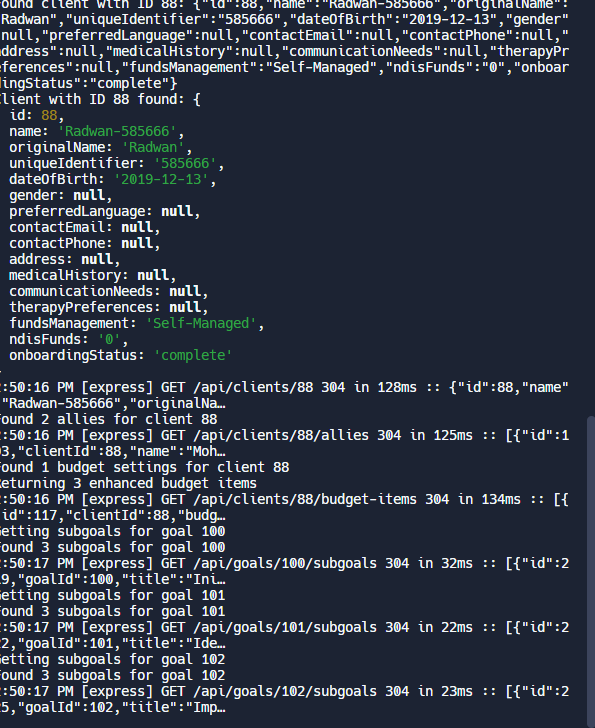 ound client with ID 88: {"id":88,"name":"Radwan-585666","originalName":
"Radwan","uniqueIdentifier":"585666","dateOfBirth":"2019-12-13","gender"
:null,"preferredLanguage":null,"contactEmail":null,"contactPhone":null,"
address":null,"medicalHistory":null,"communicationNeeds":null,"therapyPr
eferences":null,"fundsManagement":"Self-Managed","ndisFunds":"0","onboar
dingStatus":"complete"}
Client with ID 88 found: {
id: 88,
name: 'Radwan-585666',
originalName: 'Radwan',
uniqueIdentifier: '585666',
dateOfBirth: '2019-12-13',
gender: null,
preferredLanguage: null,
contactEmail: null,
contactPhone: null,
address: null,
medicalHistory: null,
communicationNeeds: null,
therapyPreferences: null,
fundsManagement: 'Self-Managed',
ndisFunds: '0',
onboardingStatus: 'complete'
:50:16 PM [express] GET /api/clients/88 304 in 128ms :: {"id":88,"name"
"Radwan-585666","originalNa…
ound 2 allies for client 88
:50:16 PM [express] GET /api/clients/88/allies 304 in 125ms :: [{"id":1
03,"clientId":88,"name":"Moh…
ound 1 budget settings for client 88
eturning 3 enhanced budget items
:50:16 PM [express] GET /api/clients/88/budget-items 304 in 134ms :: [{
id":117,"clientId":88,"budg…
Getting subgoals for goal 100
ound 3 subgoals for goal 100
:50:17 PM [express] GET /api/goals/100/subgoals 304 in 32ms :: [{"id":2
19,"goalId":100,"title":"Ini…
Getting subgoals for goal 101
ound 3 subgoals for goal 101
:50:17 PM [express] GET /api/goals/101/subgoals 304 in 22ms :: [{"id":2
22,"goalId":101,"title":"Ide…
Getting subgoals for goal 102
ound 3 subgoals for goal 102
:50:17 PM [express] GET /api/goals/102/subgoals 304 in 23ms :: [{"id":2
25,"goalId":102,"title":"Imp…